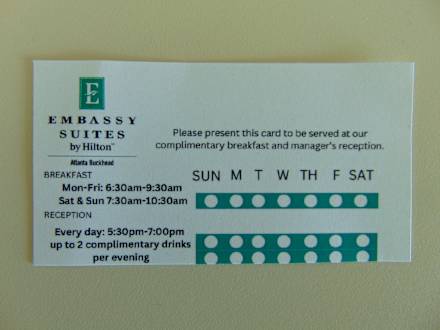 E
EMBASSY
SUITES
by Hilton™
Atlanta Buckhead
Please present this card to be served at our
complimentary breakfast and manager's reception.
BREAKFAST
Mon-Fri: 6:30am-9:30am
Sat & Sun 7:30am-10:30am
SUN M T W TH F SAT
RECEPTION
Every day: 5:30pm-7:00pm
up to 2 complimentary drinks
per evening